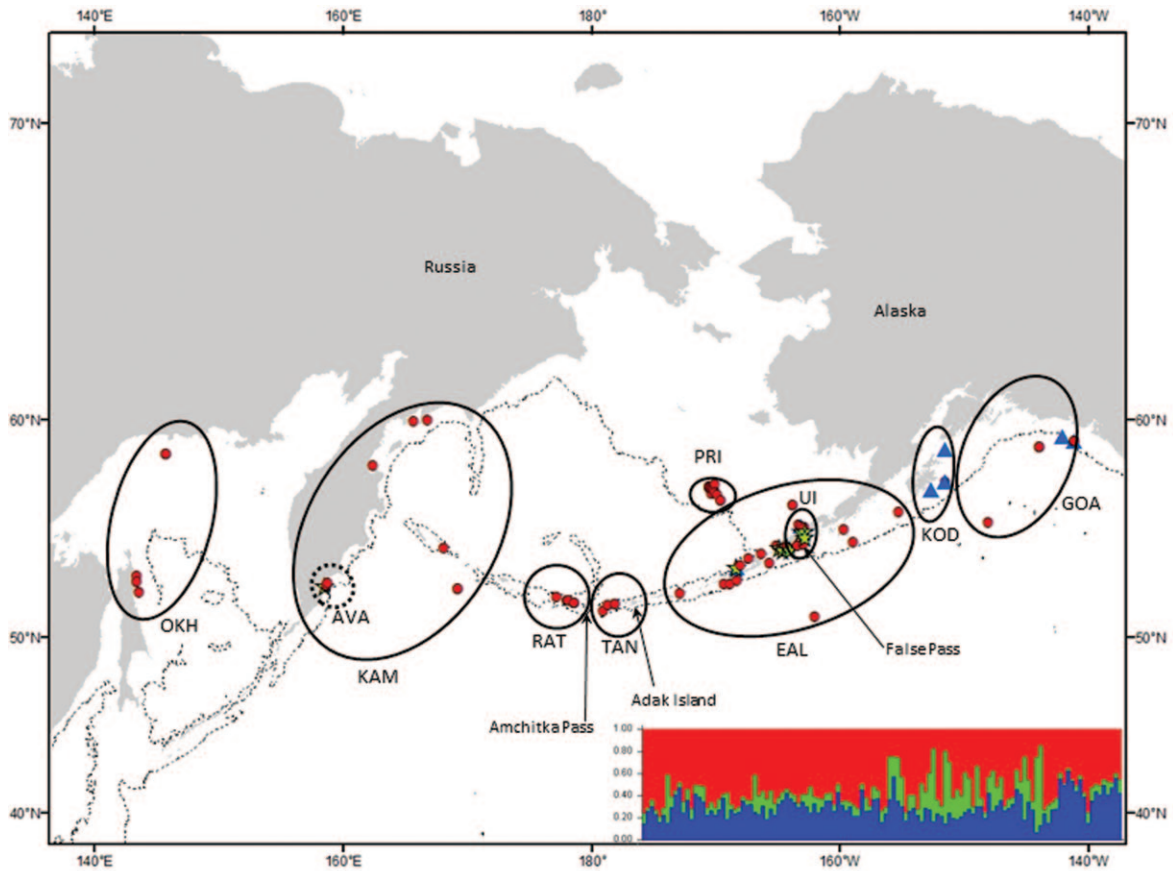 140°E 160°E 180° 160°W 140°W
70°N 70°N
Russia
Alaska
60°N 60°N
PRI
UI
GOA
KOD
AVA
OKH
RAT
TAN
EAL
False Pass
KAM
50°N 50°N
Adak Island
Amchitka Pass
1.00
0.80
0.60
0.40
0.20
0.00
40°N 40°N
140°E 160°E 180° 160°W 140°W